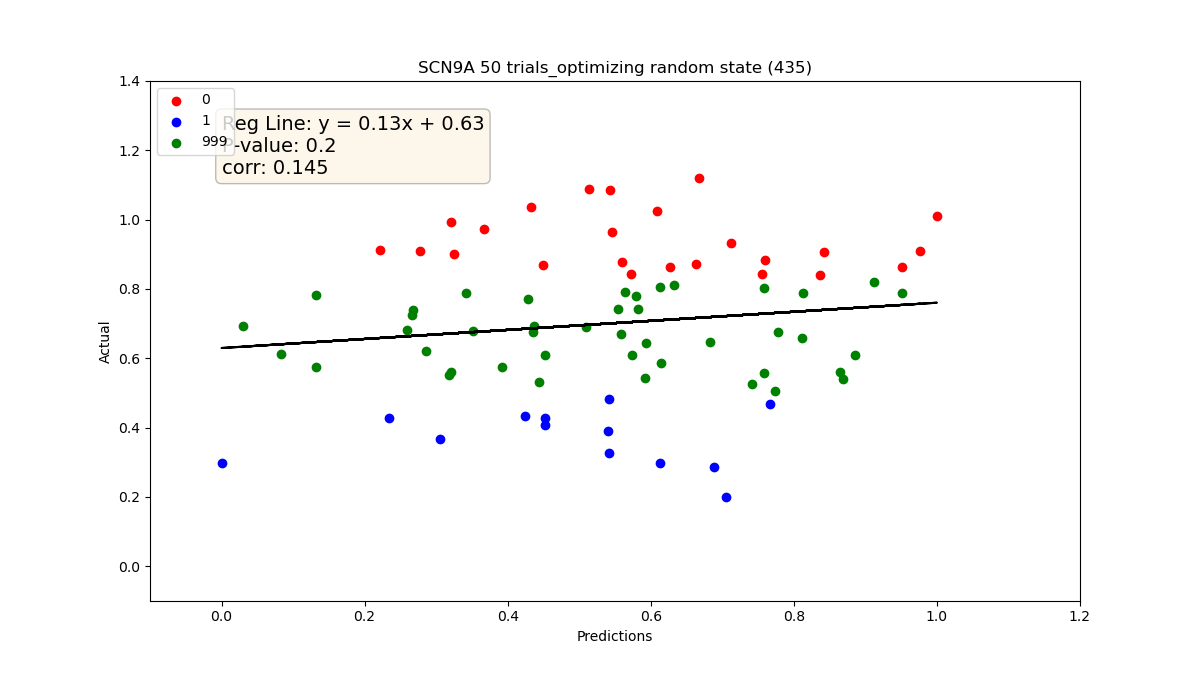 SCN9A 50 trials_optimizing random state (435)
0
1
999
Reg Line: y = 0.13x + 0.63
P-value: 0.2
corr: 0.145
1.4
1.2
1.0
0.8
0.6
0.4
0.2
0.0
Actual
0.0 0.2 0.4 0.6 0.8 1.0 1.2
Predictions